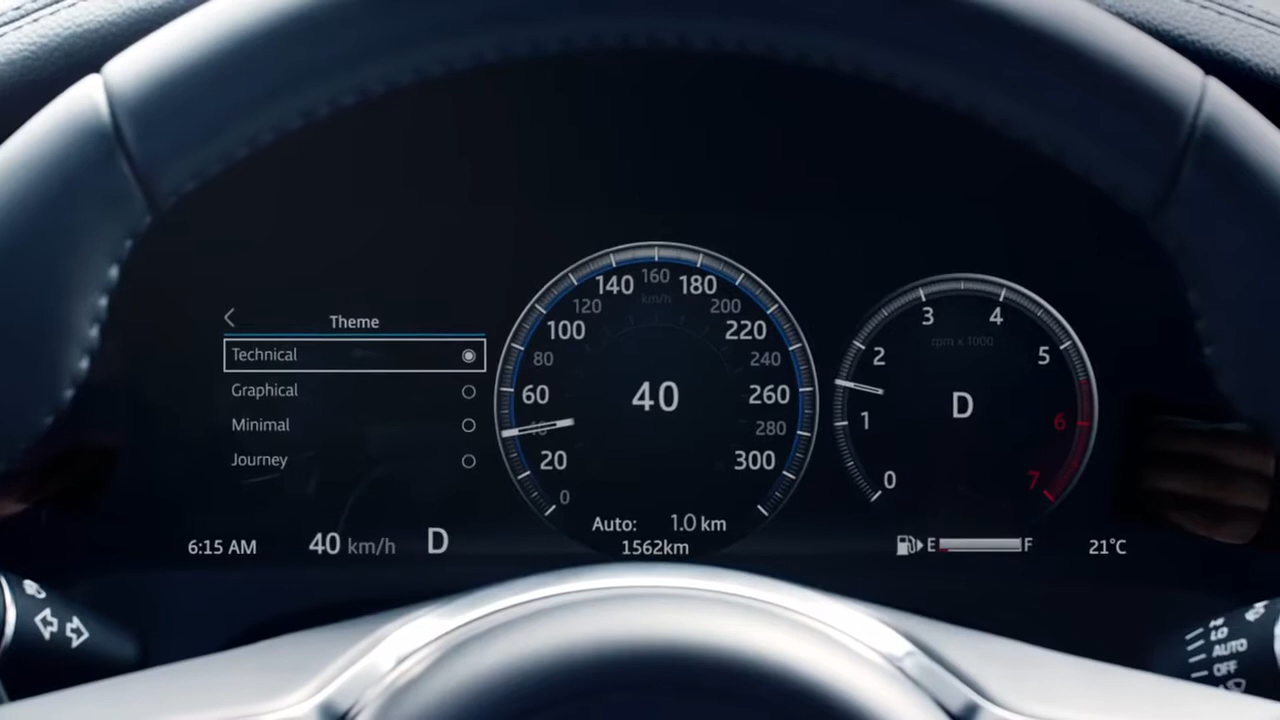 Theme
Technical
Graphical
Minimal
Journey
6:15 AM
40 km/h
D
0
20
60
80
100
120
140
160
180
200
220
240
260
280
300
km/h
40
Auto: 1.0 km
1562km
0
1
2
3
4
5
6
7
rpm x 1000
D
E
F
21°C
LO
AUTO
OFF